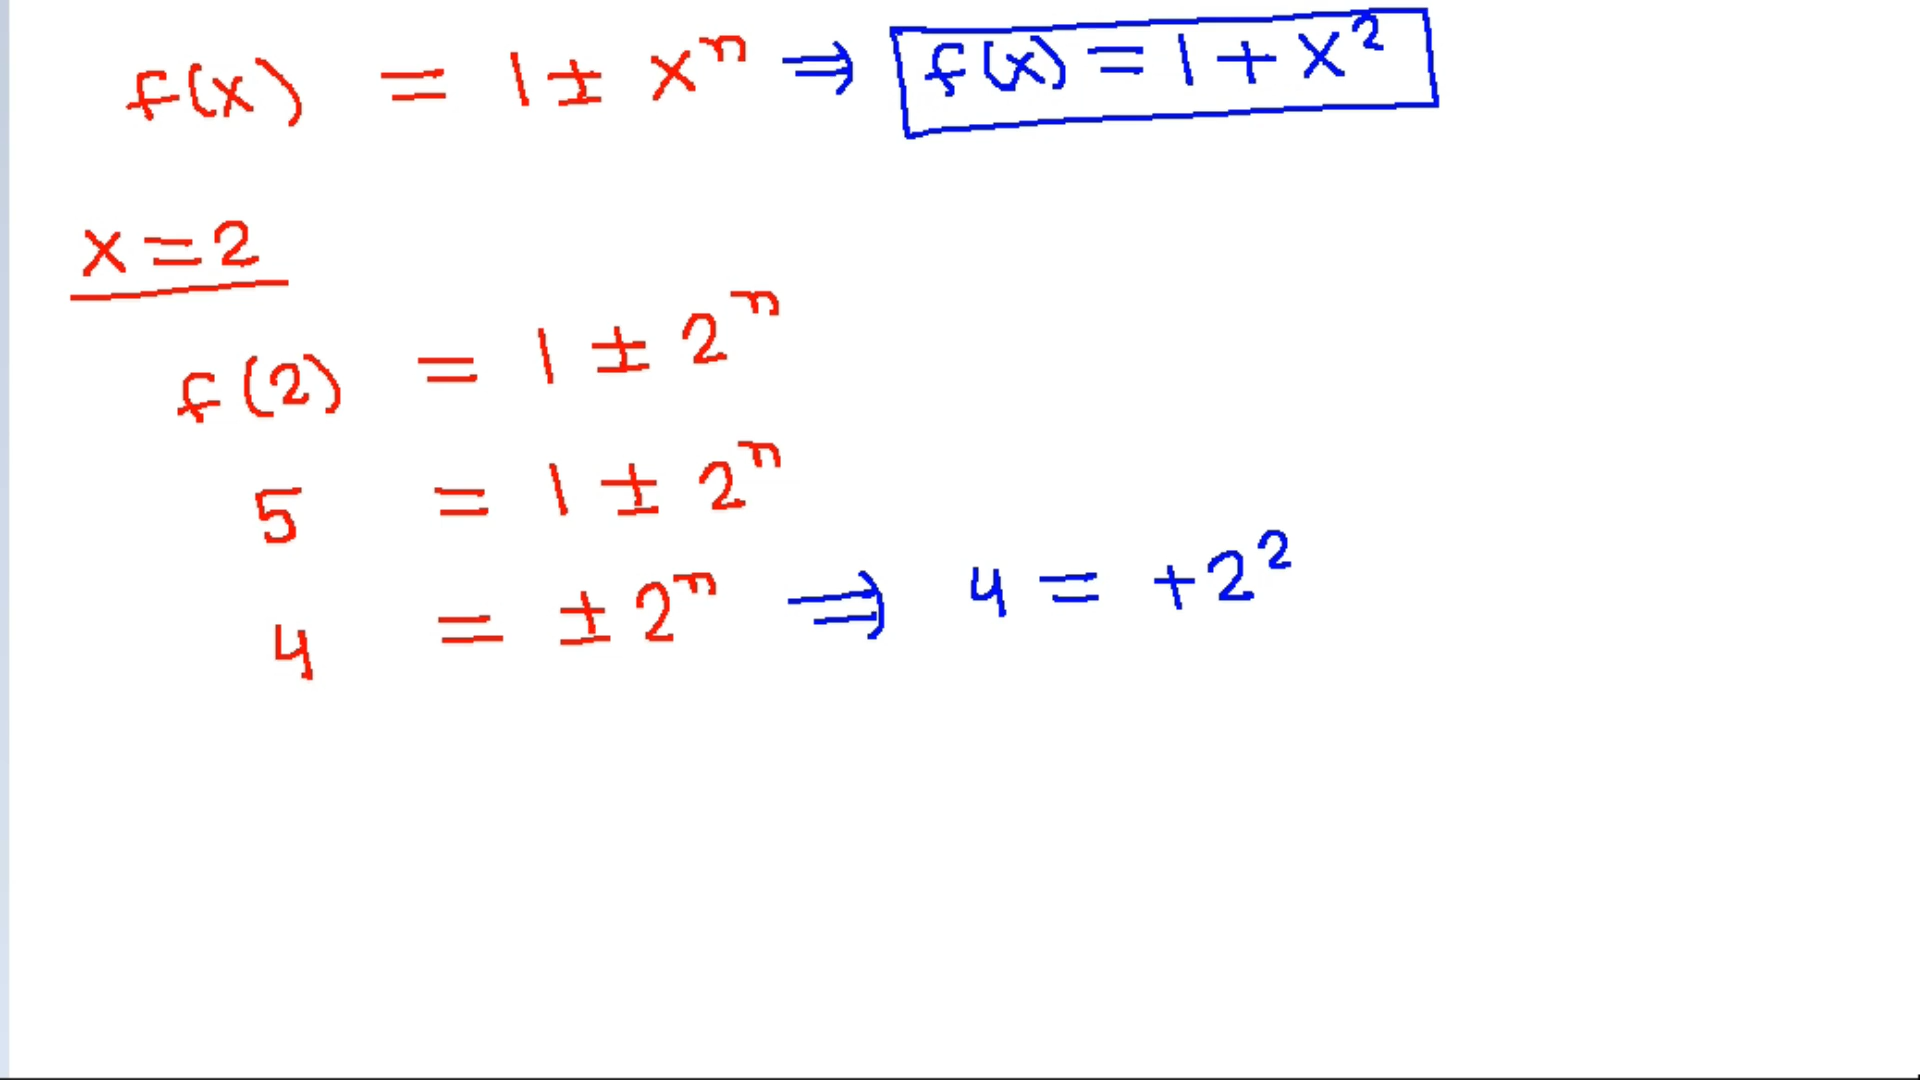 f(x) = 1 ± xⁿ ⇒ f(x) = 1 + x²
x = 2
f(2) = 1 ± 2ⁿ
5 = 1 ± 2ⁿ
4 = ± 2ⁿ ⇒ 4 = +2²